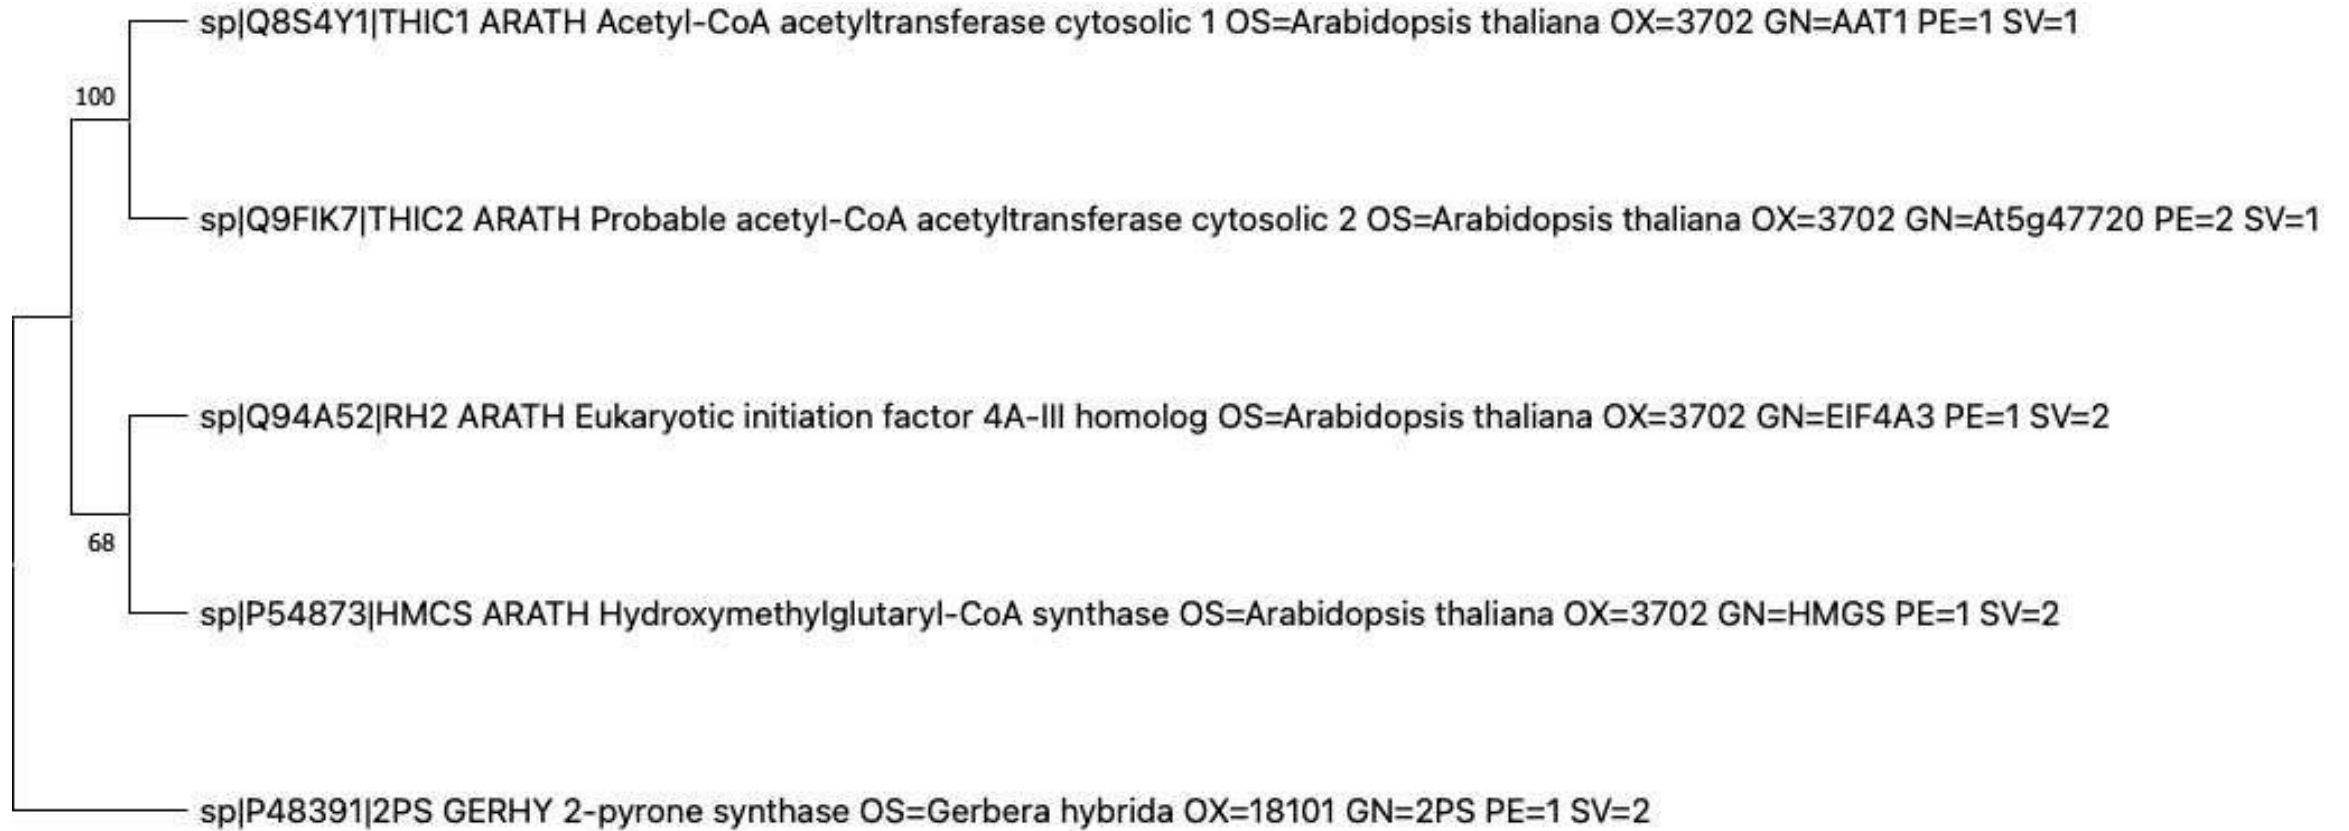 sp|Q8S4Y1|THIC1 ARATH Acetyl-CoA acetyltransferase cytosolic 1 OS=Arabidopsis thaliana OX=3702 GN=AAT1 PE=1 SV=1
100
sp|Q9FIK7|THIC2 ARATH Probable acetyl-CoA acetyltransferase cytosolic 2 OS=Arabidopsis thaliana OX=3702 GN=At5g47720 PE=2 SV=1
sp|Q94A52|RH2 ARATH Eukaryotic initiation factor 4A-III homolog OS=Arabidopsis thaliana OX=3702 GN=EIF4A3 PE=1 SV=2
68
sp|P54873|HMCS ARATH Hydroxymethylglutaryl-CoA synthase OS=Arabidopsis thaliana OX=3702 GN=HMGS PE=1 SV=2
sp|P48391|2PS GERHY 2-pyrone synthase OS=Gerbera hybrida OX=18101 GN=2PS PE=1 SV=2